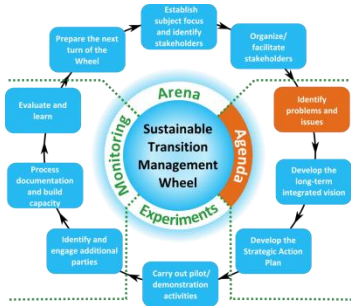 Establish
subject focus
and identify
stakeholders
Organize/
facilitate
stakeholders
Identify
problems and
issues
Develop the
long-term
integrated vision
Develop the
Strategic Action
Plan
Carry out pilot/
demonstration
activities
Identify and
engage additional
parties
Process
documentation
and build
capacity
Evaluate and
learn
Prepare the next
turn of the
Wheel
Arena
Agenda
Experiments
Monitoring
Sustainable
Transition
Management
Wheel